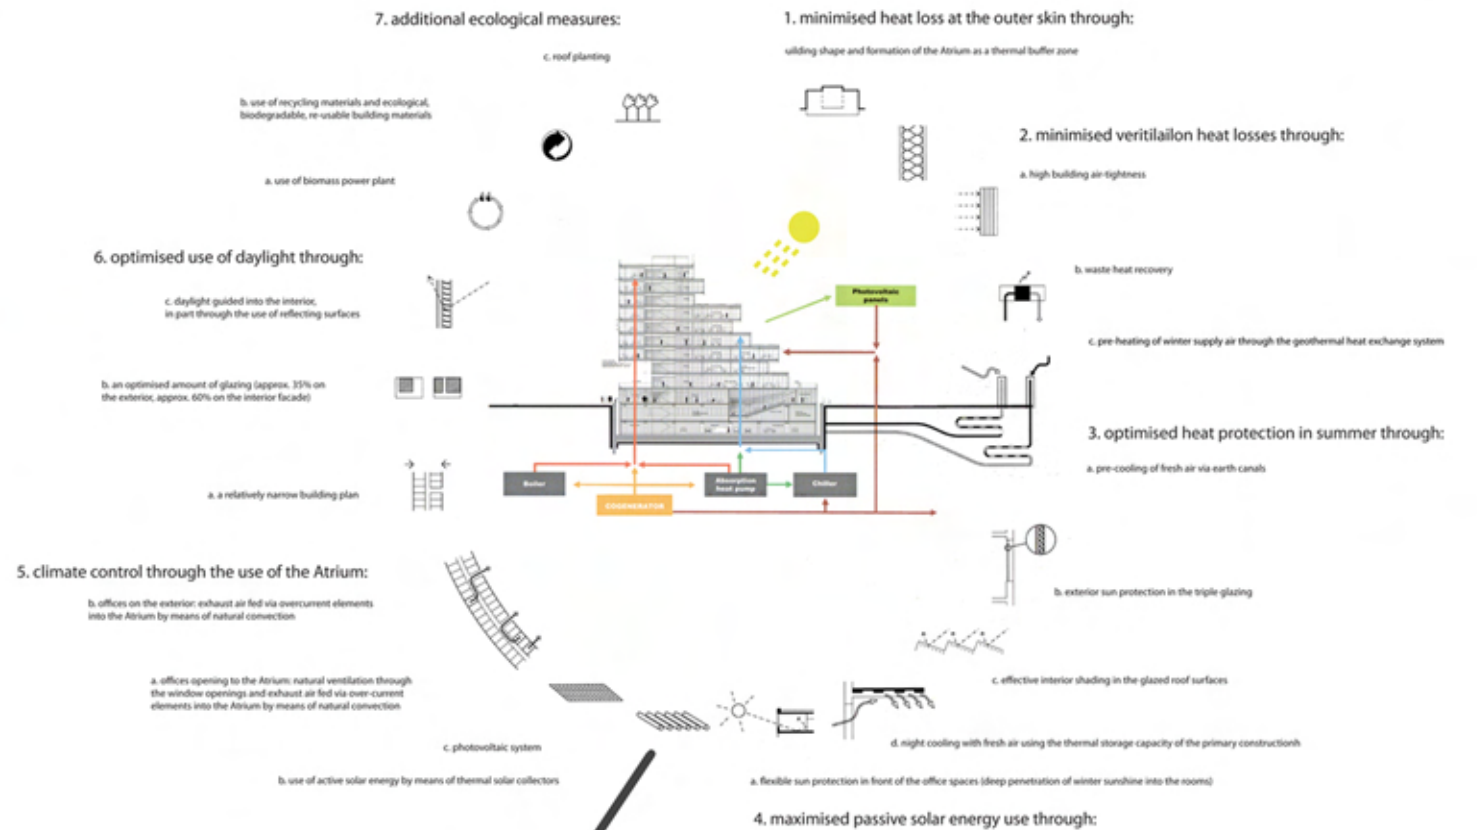 7. additional ecological measures:
c. roof planting
b. use of recycling materials and ecological,
biodegradable, re-usable building materials
a. use of biomass power plant
1. minimised heat loss at the outer skin through:
uilding shape and formation of the Atrium as a thermal buffer zone
2. minimised veritilailon heat losses through:
a. high building air-tightness
b. waste heat recovery
c. pre-heating of winter supply air through the geothermal heat exchange system
3. optimised heat protection in summer through:
a. pre-cooling of fresh air via earth canals
b. exterior sun protection in the triple glazing
c. effective interior shading in the glazed roof surfaces
d. night cooling with fresh air using the thermal storage capacity of the primary constructionh
a. flexible sun protection in front of the office spaces (deep penetration of winter sunshine into the rooms)
4. maximised passive solar energy use through:
6. optimised use of daylight through:
c. daylight guided into the interior,
in part through the use of reflecting surfaces
b. an optimised amount of glazing (approx. 35% on
the exterior, approx. 60% on the interior facade)
a. a relatively narrow building plan
5. climate control through the use of the Atrium:
b. offices on the exterior: exhaust air fed via overcurrent elements
into the Atrium by means of natural convection
a. offices opening to the Atrium: natural ventilation through
the window openings and exhaust air fed via over-current
elements into the Atrium by means of natural convection
c. photovoltaic system
b. use of active solar energy by means of thermal solar collectors
Photovoltaic
panels
Boiler
COGENERATOR
Absorption
heat pump
Chiller